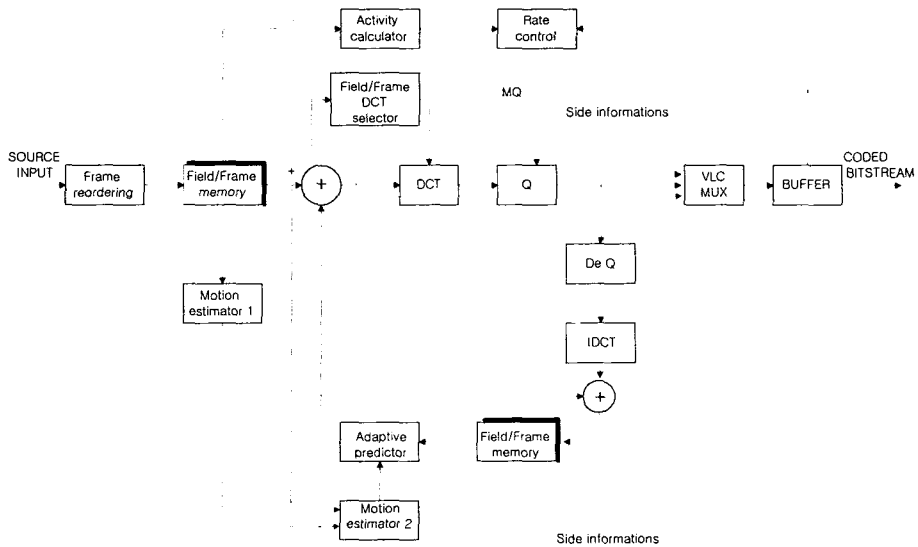 Activity
calculator
Rate
control
Field/Frame
DCT
selector
MQ
Side informations
SOURCE
INPUT
Frame
reordering
Field/Frame
memory
+
+
DCT
Q
VLC
MUX
BUFFER
CODED
BITSTREAM
De Q
Motion
estimator 1
IDCT
+
Adaptive
predictor
Field/Frame
memory
Motion
estimator 2
Side informations